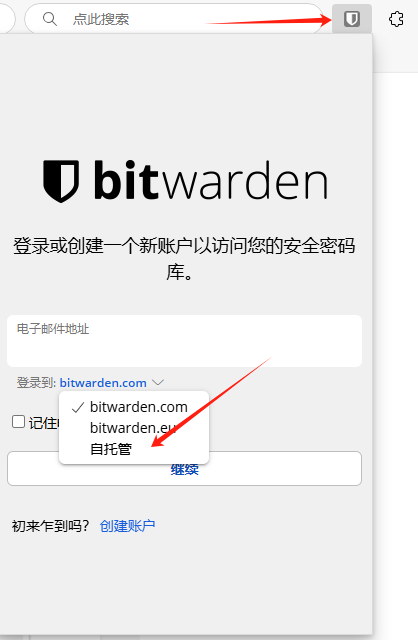 点此搜索
bitwarden
登录或创建一个新账户以访问您的安全密码
库。
电子邮件地址
登录到: bitwarden.com
bitwarden.com
bitwarden.eu
记住
自托管
继续
初来乍到吗? 创建账户